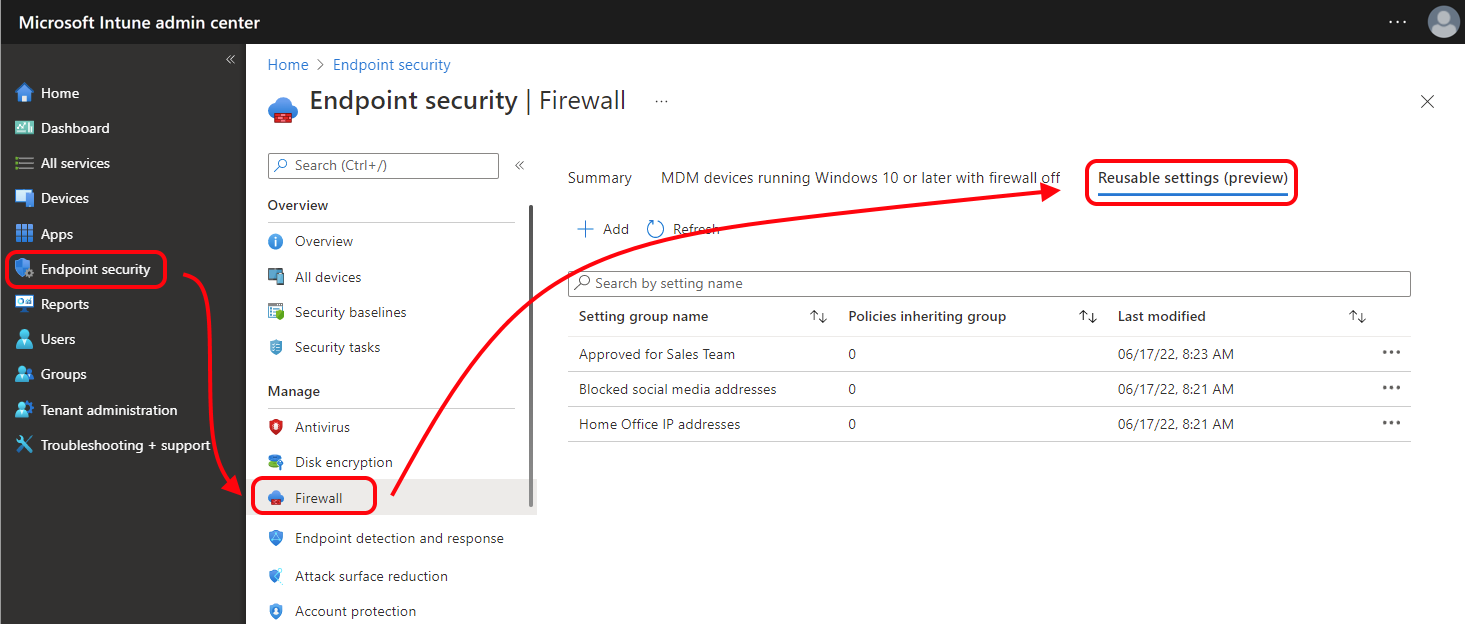 Microsoft Intune admin center
...
«
Home
Dashboard
All services
Devices
Apps
Endpoint security
Reports
Users
Groups
Tenant administration
Troubleshooting + support
Home > Endpoint security
Endpoint security | Firewall ...
Search (Ctrl+/) «
Overview
Overview
All devices
Security baselines
Security tasks
Manage
Antivirus
Disk encryption
Firewall
Endpoint detection and response
Attack surface reduction
Account protection
Summary MDM devices running Windows 10 or later with firewall off Reusable settings (preview)
Add Refresh
Search by setting name
Setting group name Policies inheriting group Last modified
Approved for Sales Team 0 06/17/22, 8:23 AM ...
Blocked social media addresses 0 06/17/22, 8:21 AM ...
Home Office IP addresses 0 06/17/22, 8:21 AM ...